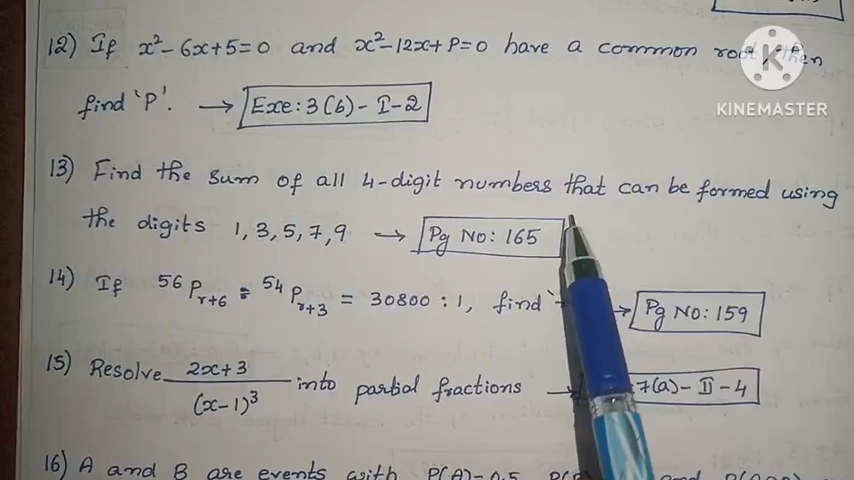 12) If x² - 6x + 5 = 0 and x² - 12x + P = 0 have a common root, then
find 'P'. → Exe: 3(b) - I - 2
KINEMASTER
13) Find the sum of all 4-digit numbers that can be formed using
the digits 1, 3, 5, 7, 9 → Pg No: 165
14) If ⁵⁶P_{r+6} : ⁵⁴P_{r+3} = 30800 : 1, find → Pg No: 159
15) Resolve (2x+3)/(x-1)³ into partial fractions → 7(a) - II - 4
16) A and B are events with P(A) = 0.5, and